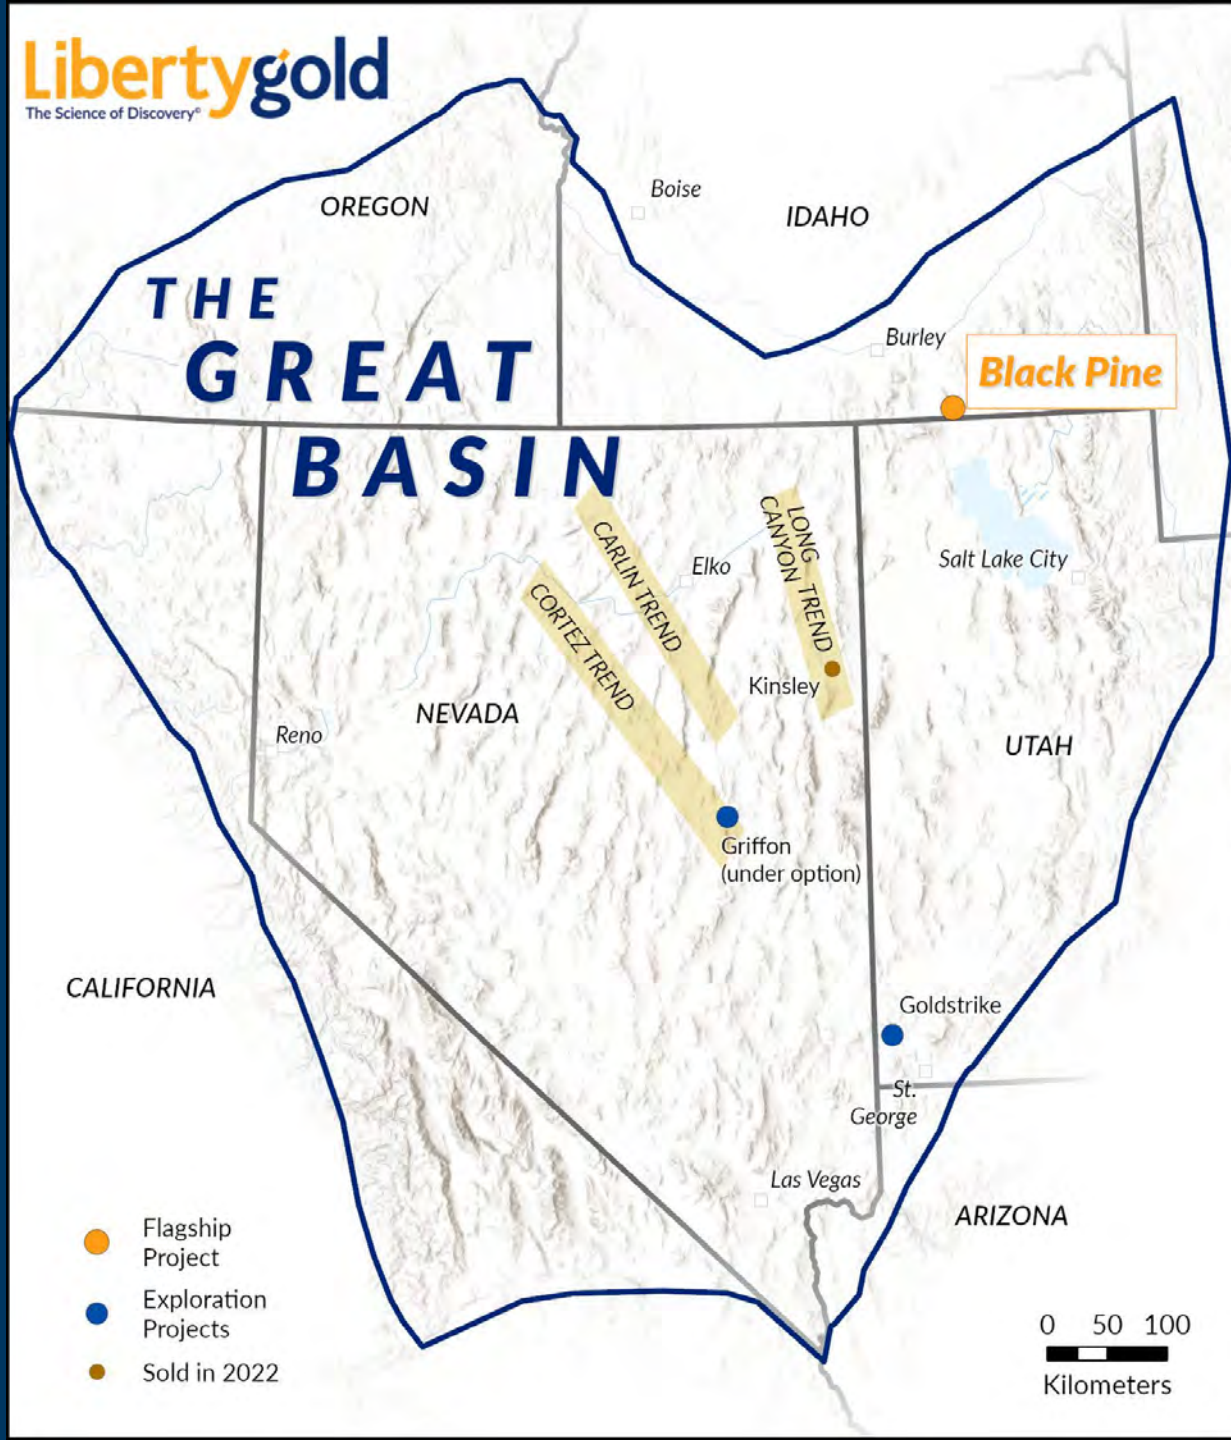 Libertygold
The Science of Discovery©
OREGON
Boise
IDAHO
THE
GREAT
BASIN
Burley
Black Pine
LONG
CANYON TREND
CARLIN TREND
Elko
Salt Lake City
CORTEZ TREND
Kinsley
NEVADA
Reno
UTAH
Griffon
(under option)
CALIFORNIA
Goldstrike
St.
George
Las Vegas
ARIZONA
Flagship
Project
Exploration
Projects
Sold in 2022
0 50 100
Kilometers